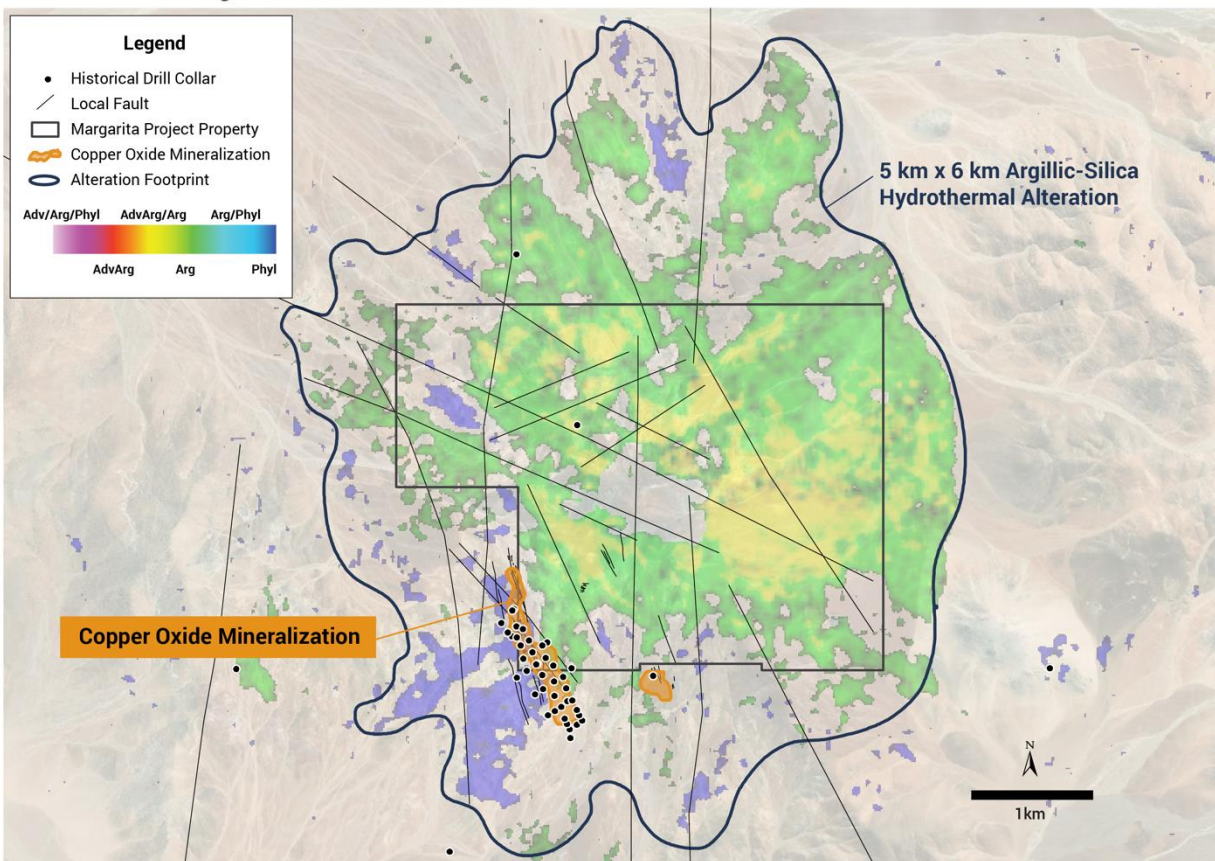 Legend
Historical Drill Collar
Local Fault
Margarita Project Property
Copper Oxide Mineralization
Alteration Footprint
Adv/Arg/Phyl AdvArg/Arg Arg/Phyl
AdvArg Arg Phyl
5 km x 6 km Argillic-Silica
Hydrothermal Alteration
Copper Oxide Mineralization
N
1km